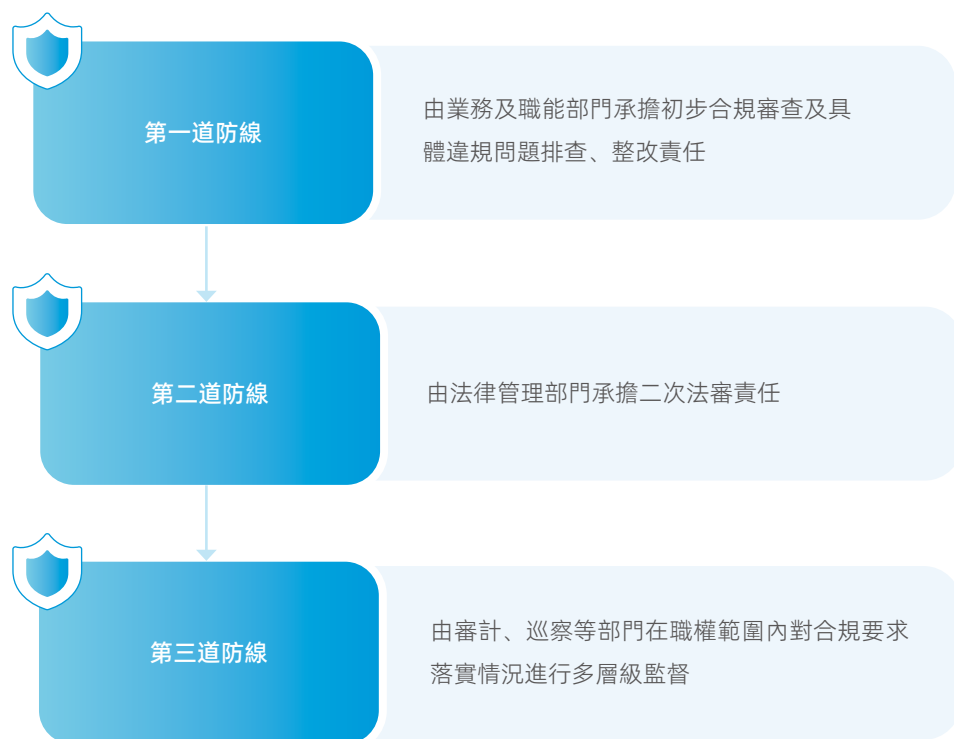 第一道防線
由業務及職能部門承擔初步合規審查及具
體違規問題排查、整改責任
第二道防線
由法律管理部門承擔二次法審責任
第三道防線
由審計、巡察等部門在職權範圍內對合規要求
落實情況進行多層級監督